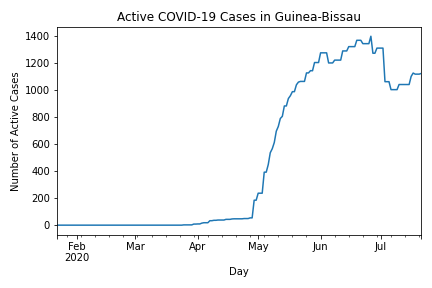 Active COVID-19 Cases in Guinea-Bissau
1400
1200
1000
800
600
400
200
0
Number of Active Cases
Feb Mar Apr May Jun Jul
2020
Day